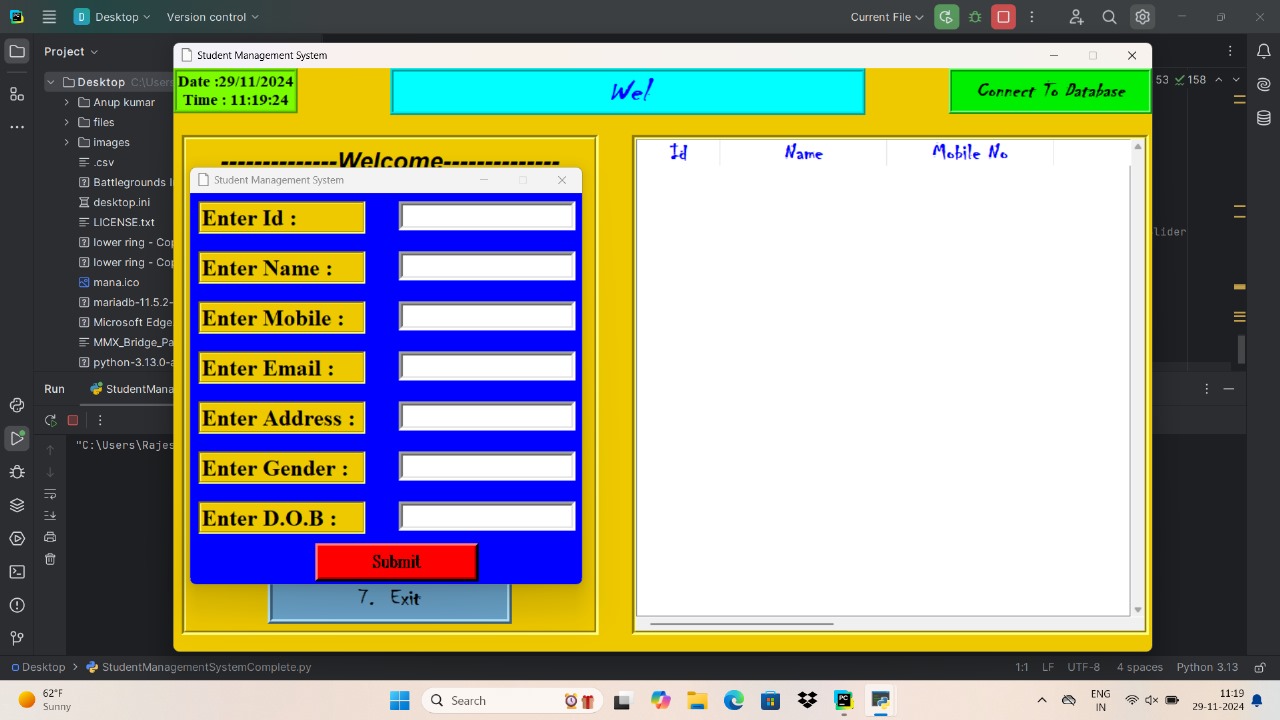 Desktop
Version control
Current File
Project
Student Management System
Date :29/11/2024
Time : 11:19:24
Wel
Connect To Database
53
158
Desktop C:\Users
Anup kumar
files
images
.csv
Battlegrounds
desktop.ini
LICENSE.txt
lower ring - Cop
lower ring - Cop
mana.ico
mariadb-11.5.2-
Microsoft Edge
MMX_Bridge_Pa
python-3.13.0-a
--------------Welcome--------------
Id
Name
Mobile No
Student Management System
Enter Id :
Enter Name :
Enter Mobile :
Enter Email :
Enter Address :
Enter Gender :
Enter D.O.B :
Submit
7. Exit
lider
Run
StudentMana
"C:\Users\Rajes
Desktop
StudentManagementSystemComplete.py
1:1
LF
UTF-8
4 spaces
Python 3.13
62°F
Sunny
Search
ENG
IN
11:19
29-11-2024